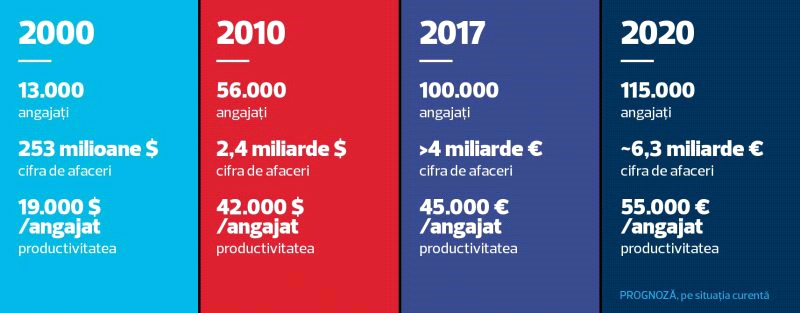 2000
13.000
angajați
253 milioane $
cifra de afaceri
19.000 $
/angajat
productivitatea
2010
56.000
angajați
2,4 miliarde $
cifra de afaceri
42.000 $
/angajat
productivitatea
2017
100.000
angajați
>4 miliarde €
cifra de afaceri
45.000 €
/angajat
productivitatea
2020
115.000
angajați
~6,3 miliarde €
cifra de afaceri
55.000 €
/angajat
productivitatea
PROGNOZĂ, pe situația curentă